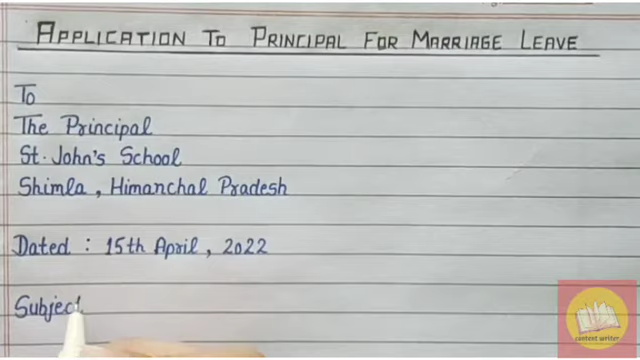 APPLICATION TO PRINCIPAL FOR MARRIAGE LEAVE
To
The Principal
St. John's School
Shimla , Himanchal Pradesh
Dated : 15th April , 2022
Subject
content writer